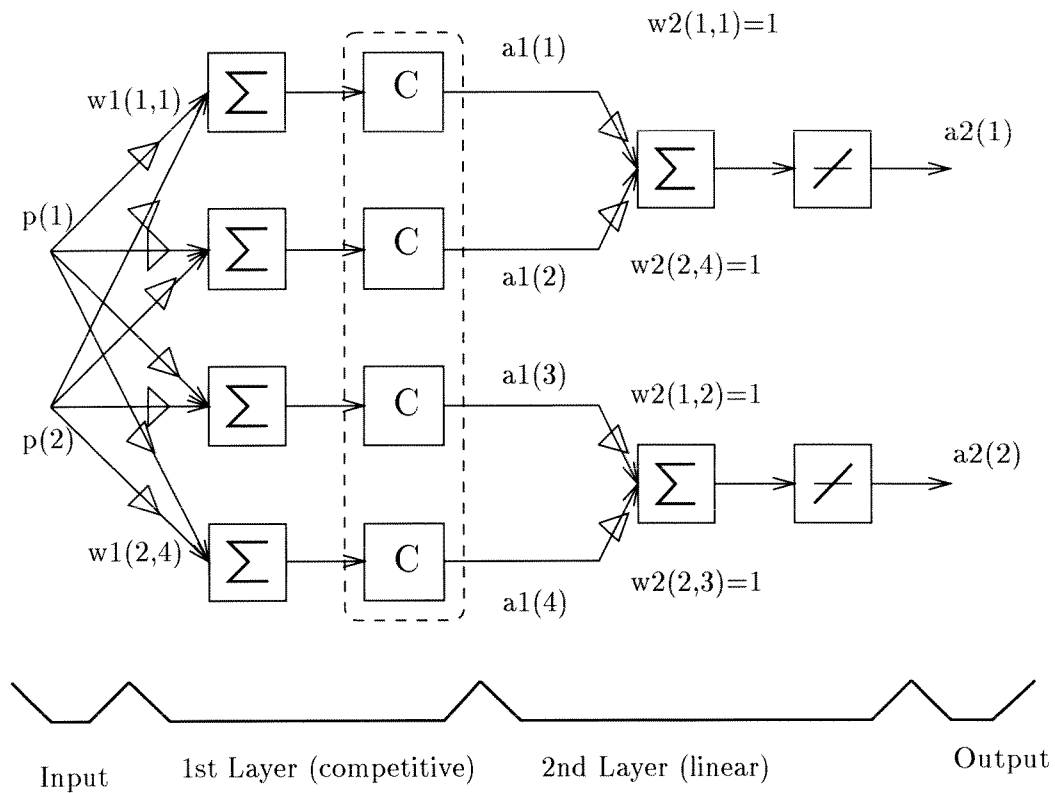 w2(1,1)=1
a1(1)
w1(1,1)
Σ
C
a2(1)
Σ
p(1)
Σ
C
w2(2,4)=1
a1(2)
a1(3)
w2(1,2)=1
Σ
C
p(2)
a2(2)
Σ
w1(2,4)
Σ
C
w2(2,3)=1
a1(4)
Input
1st Layer (competitive)
2nd Layer (linear)
Output